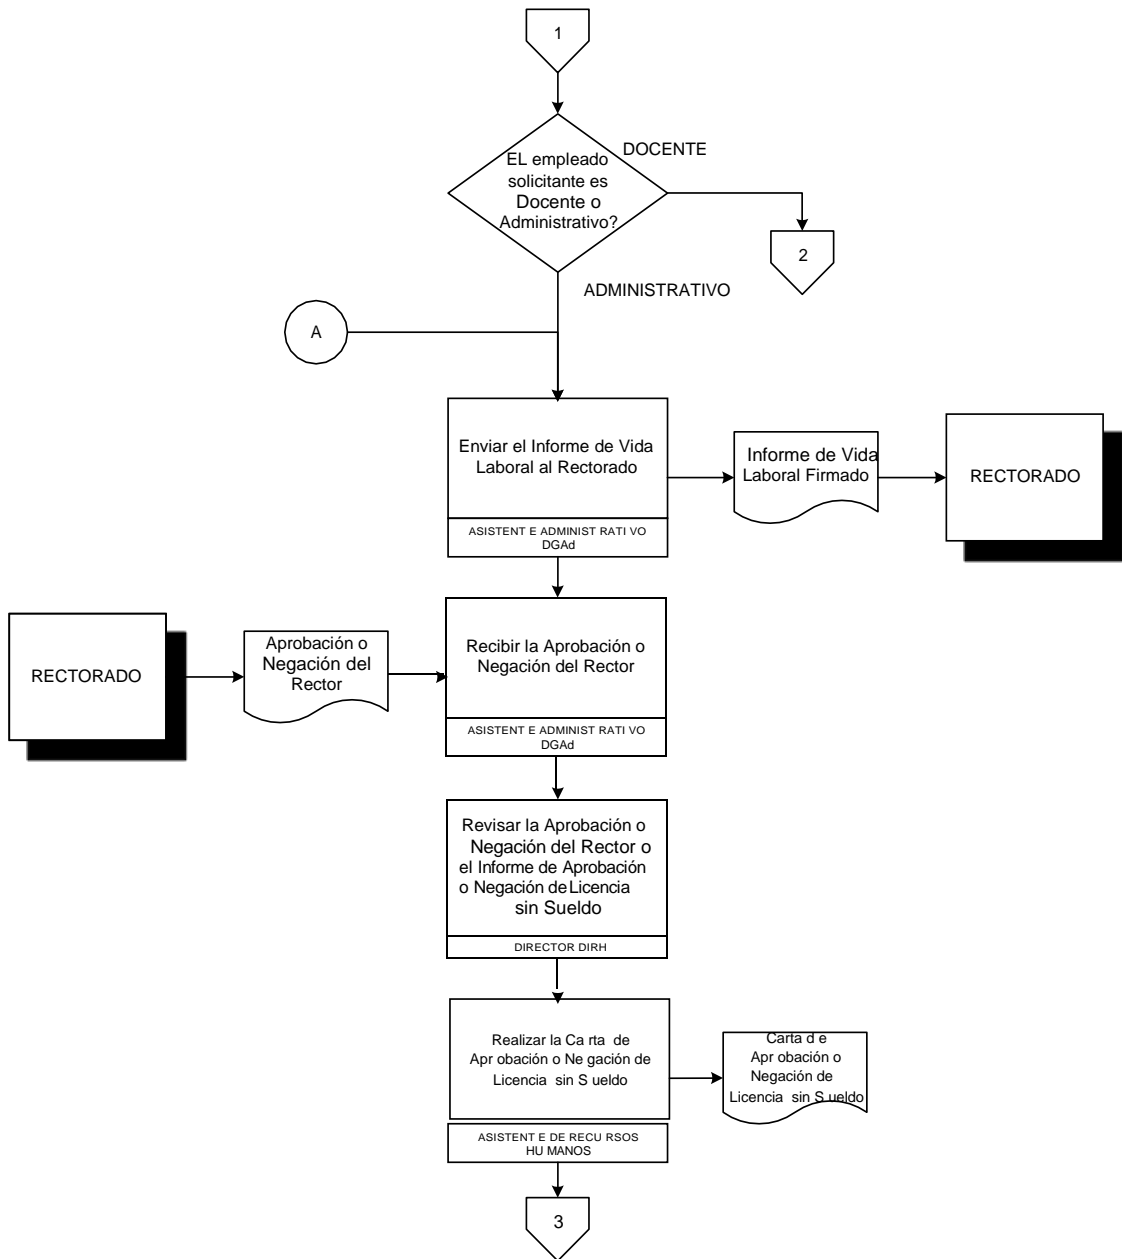 1
EL empleado
solicitante es
Docente o
Administrativo?
DOCENTE
2
ADMINISTRATIVO
A
Enviar el Informe de Vida
Laboral al Rectorado
ASISTENT E ADMINIST RATI VO
DGAd
Informe de Vida
Laboral Firmado
RECTORADO
RECTORADO
Aprobación o
Negación del
Rector
Recibir la Aprobación o
Negación del Rector
ASISTENT E ADMINIST RATI VO
DGAd
Revisar la Aprobación o
Negación del Rector o
el Informe de Aprobación
o Negación de Licencia
sin Sueldo
DIRECTOR DIRH
Realizar la Ca rta de
Apr obación o Ne gación de
Licencia sin S ueldo
ASISTENT E DE RECU RSOS
HU MANOS
Carta d e
Apr obación o
Negación de
Licencia sin S ueldo
3